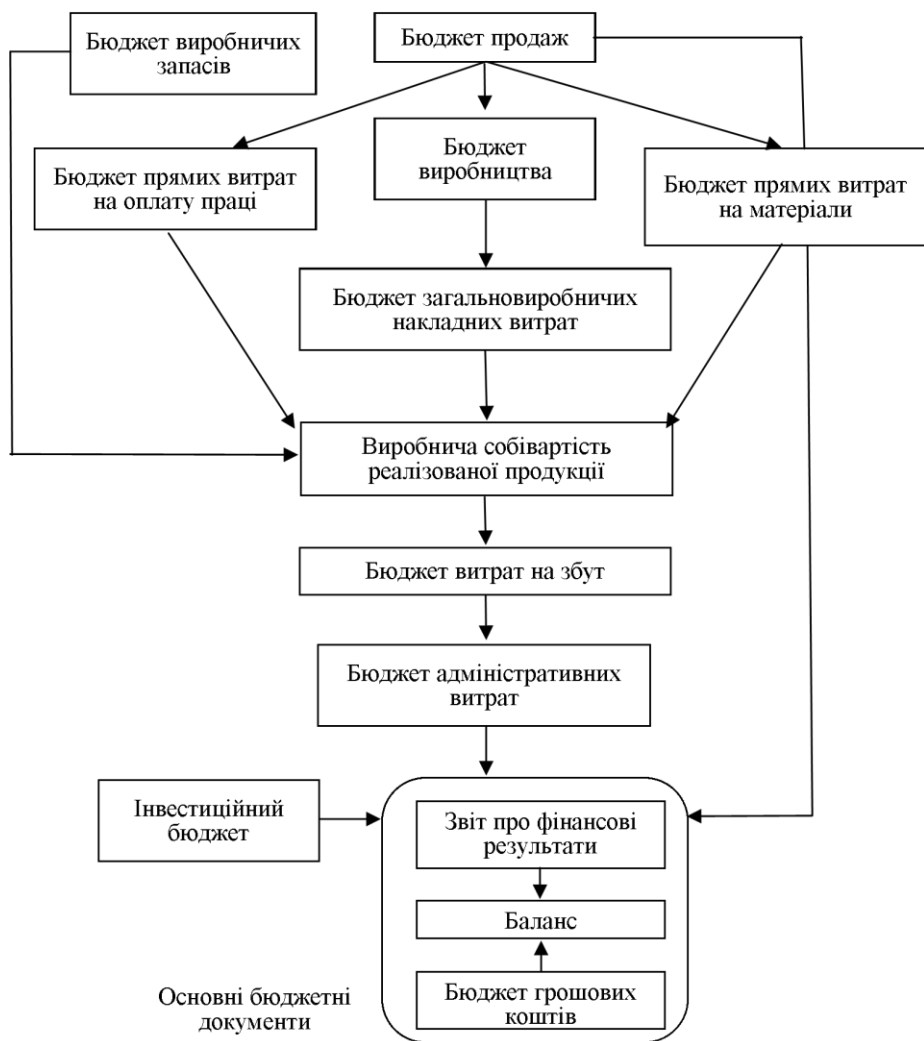 Бюджет виробничих
запасів
Бюджет продаж
Бюджет прямих витрат
на оплату праці
Бюджет
виробництва
Бюджет прямих витрат
на матеріали
Бюджет загальновиробничих
накладних витрат
Виробнича собівартість
реалізованої продукції
Бюджет витрат на збут
Бюджет адміністративних
витрат
Інвестиційний
бюджет
Звіт про фінансові
результати
Баланс
Бюджет грошових
коштів
Основні бюджетні
документи